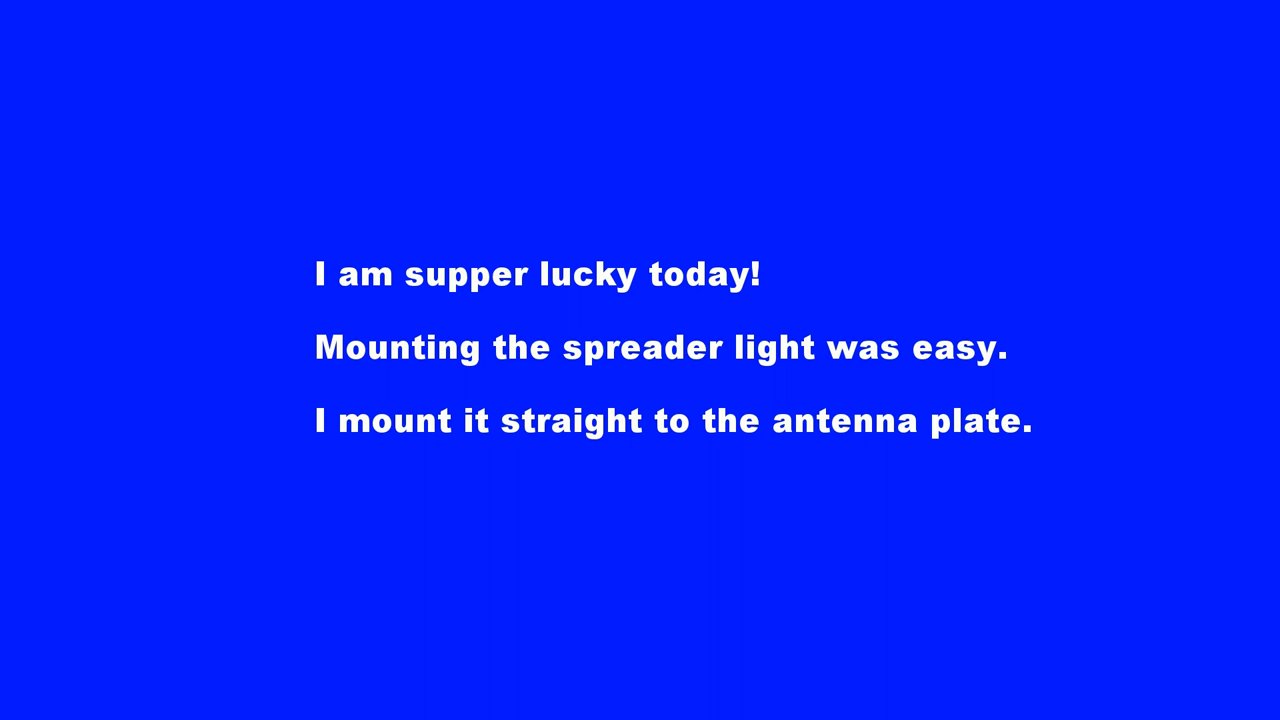 I am supper lucky today!
Mounting the spreader light was easy.
I mount it straight to the antenna plate.